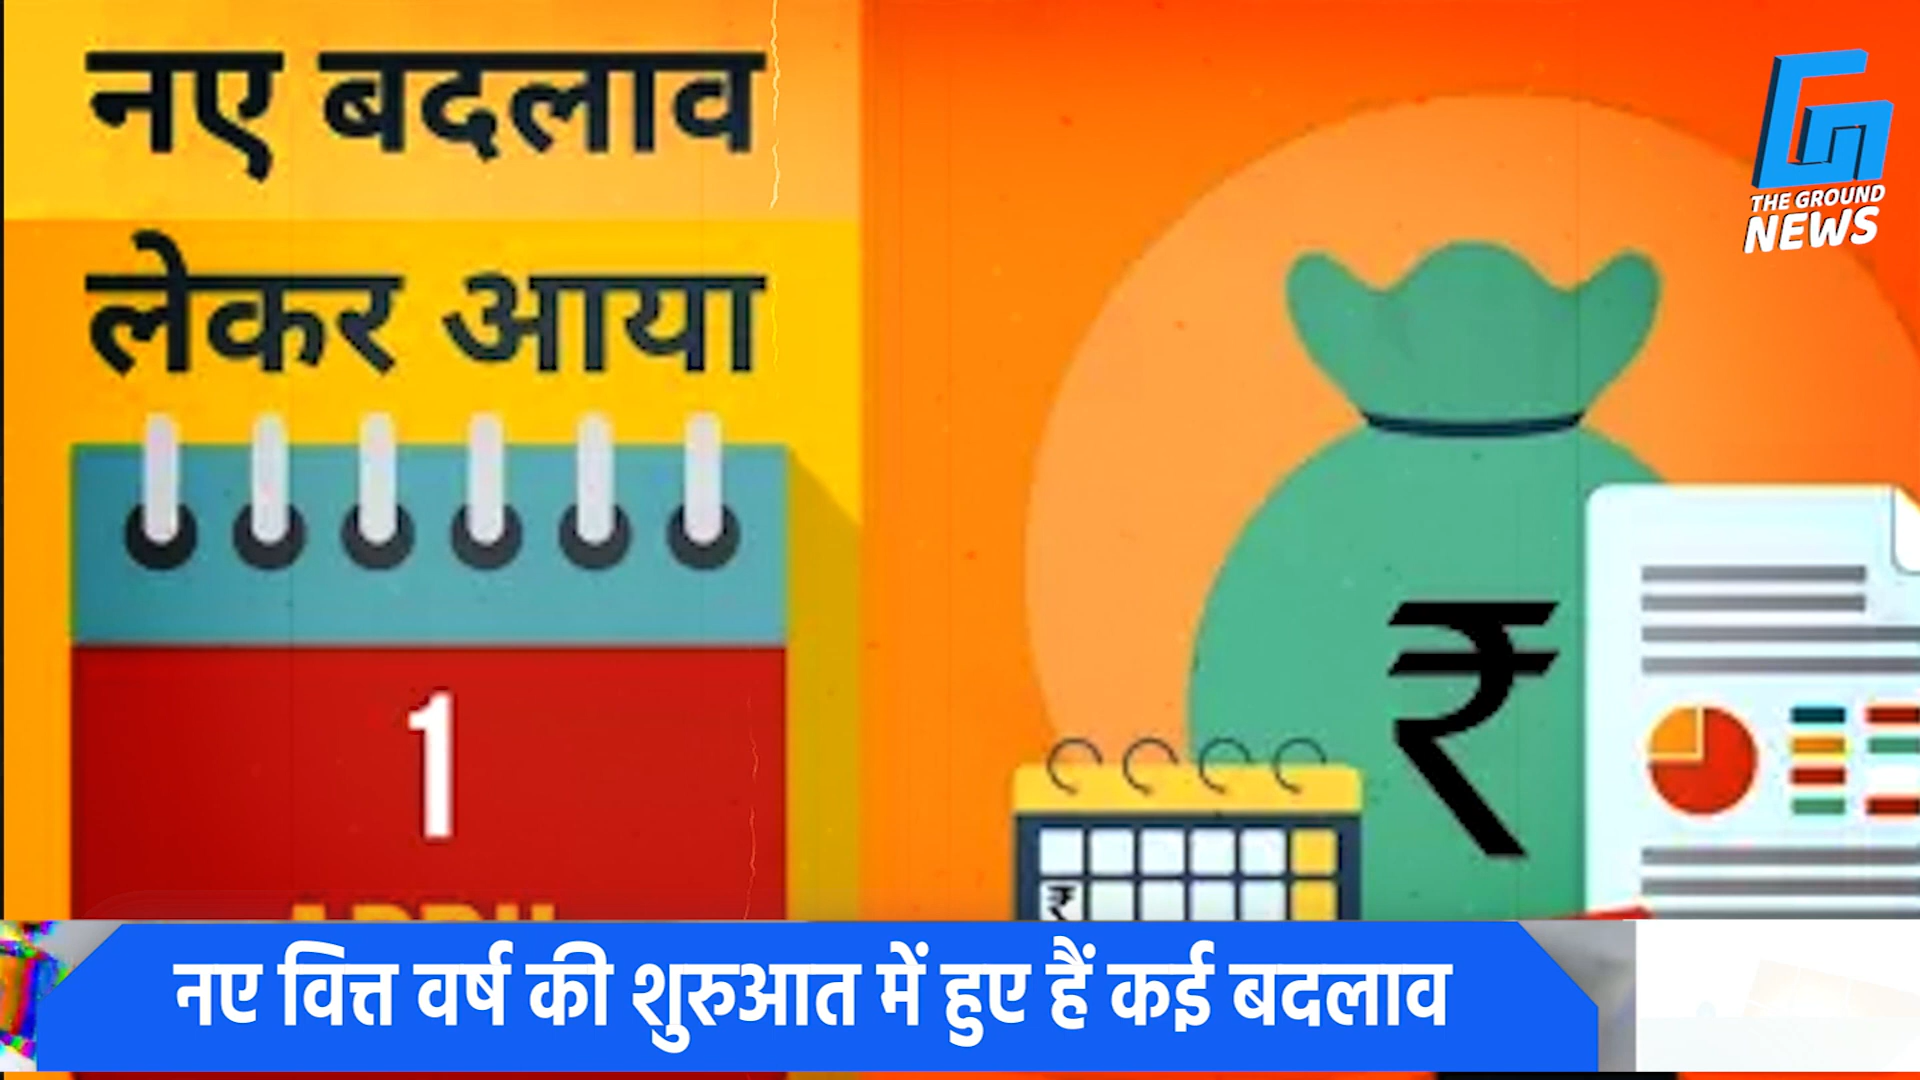 नए बदलाव
लेकर आया
1
₹
₹
THE GROUND
NEWS
नए वित्त वर्ष की शुरुआत में हुए हैं कई बदलाव